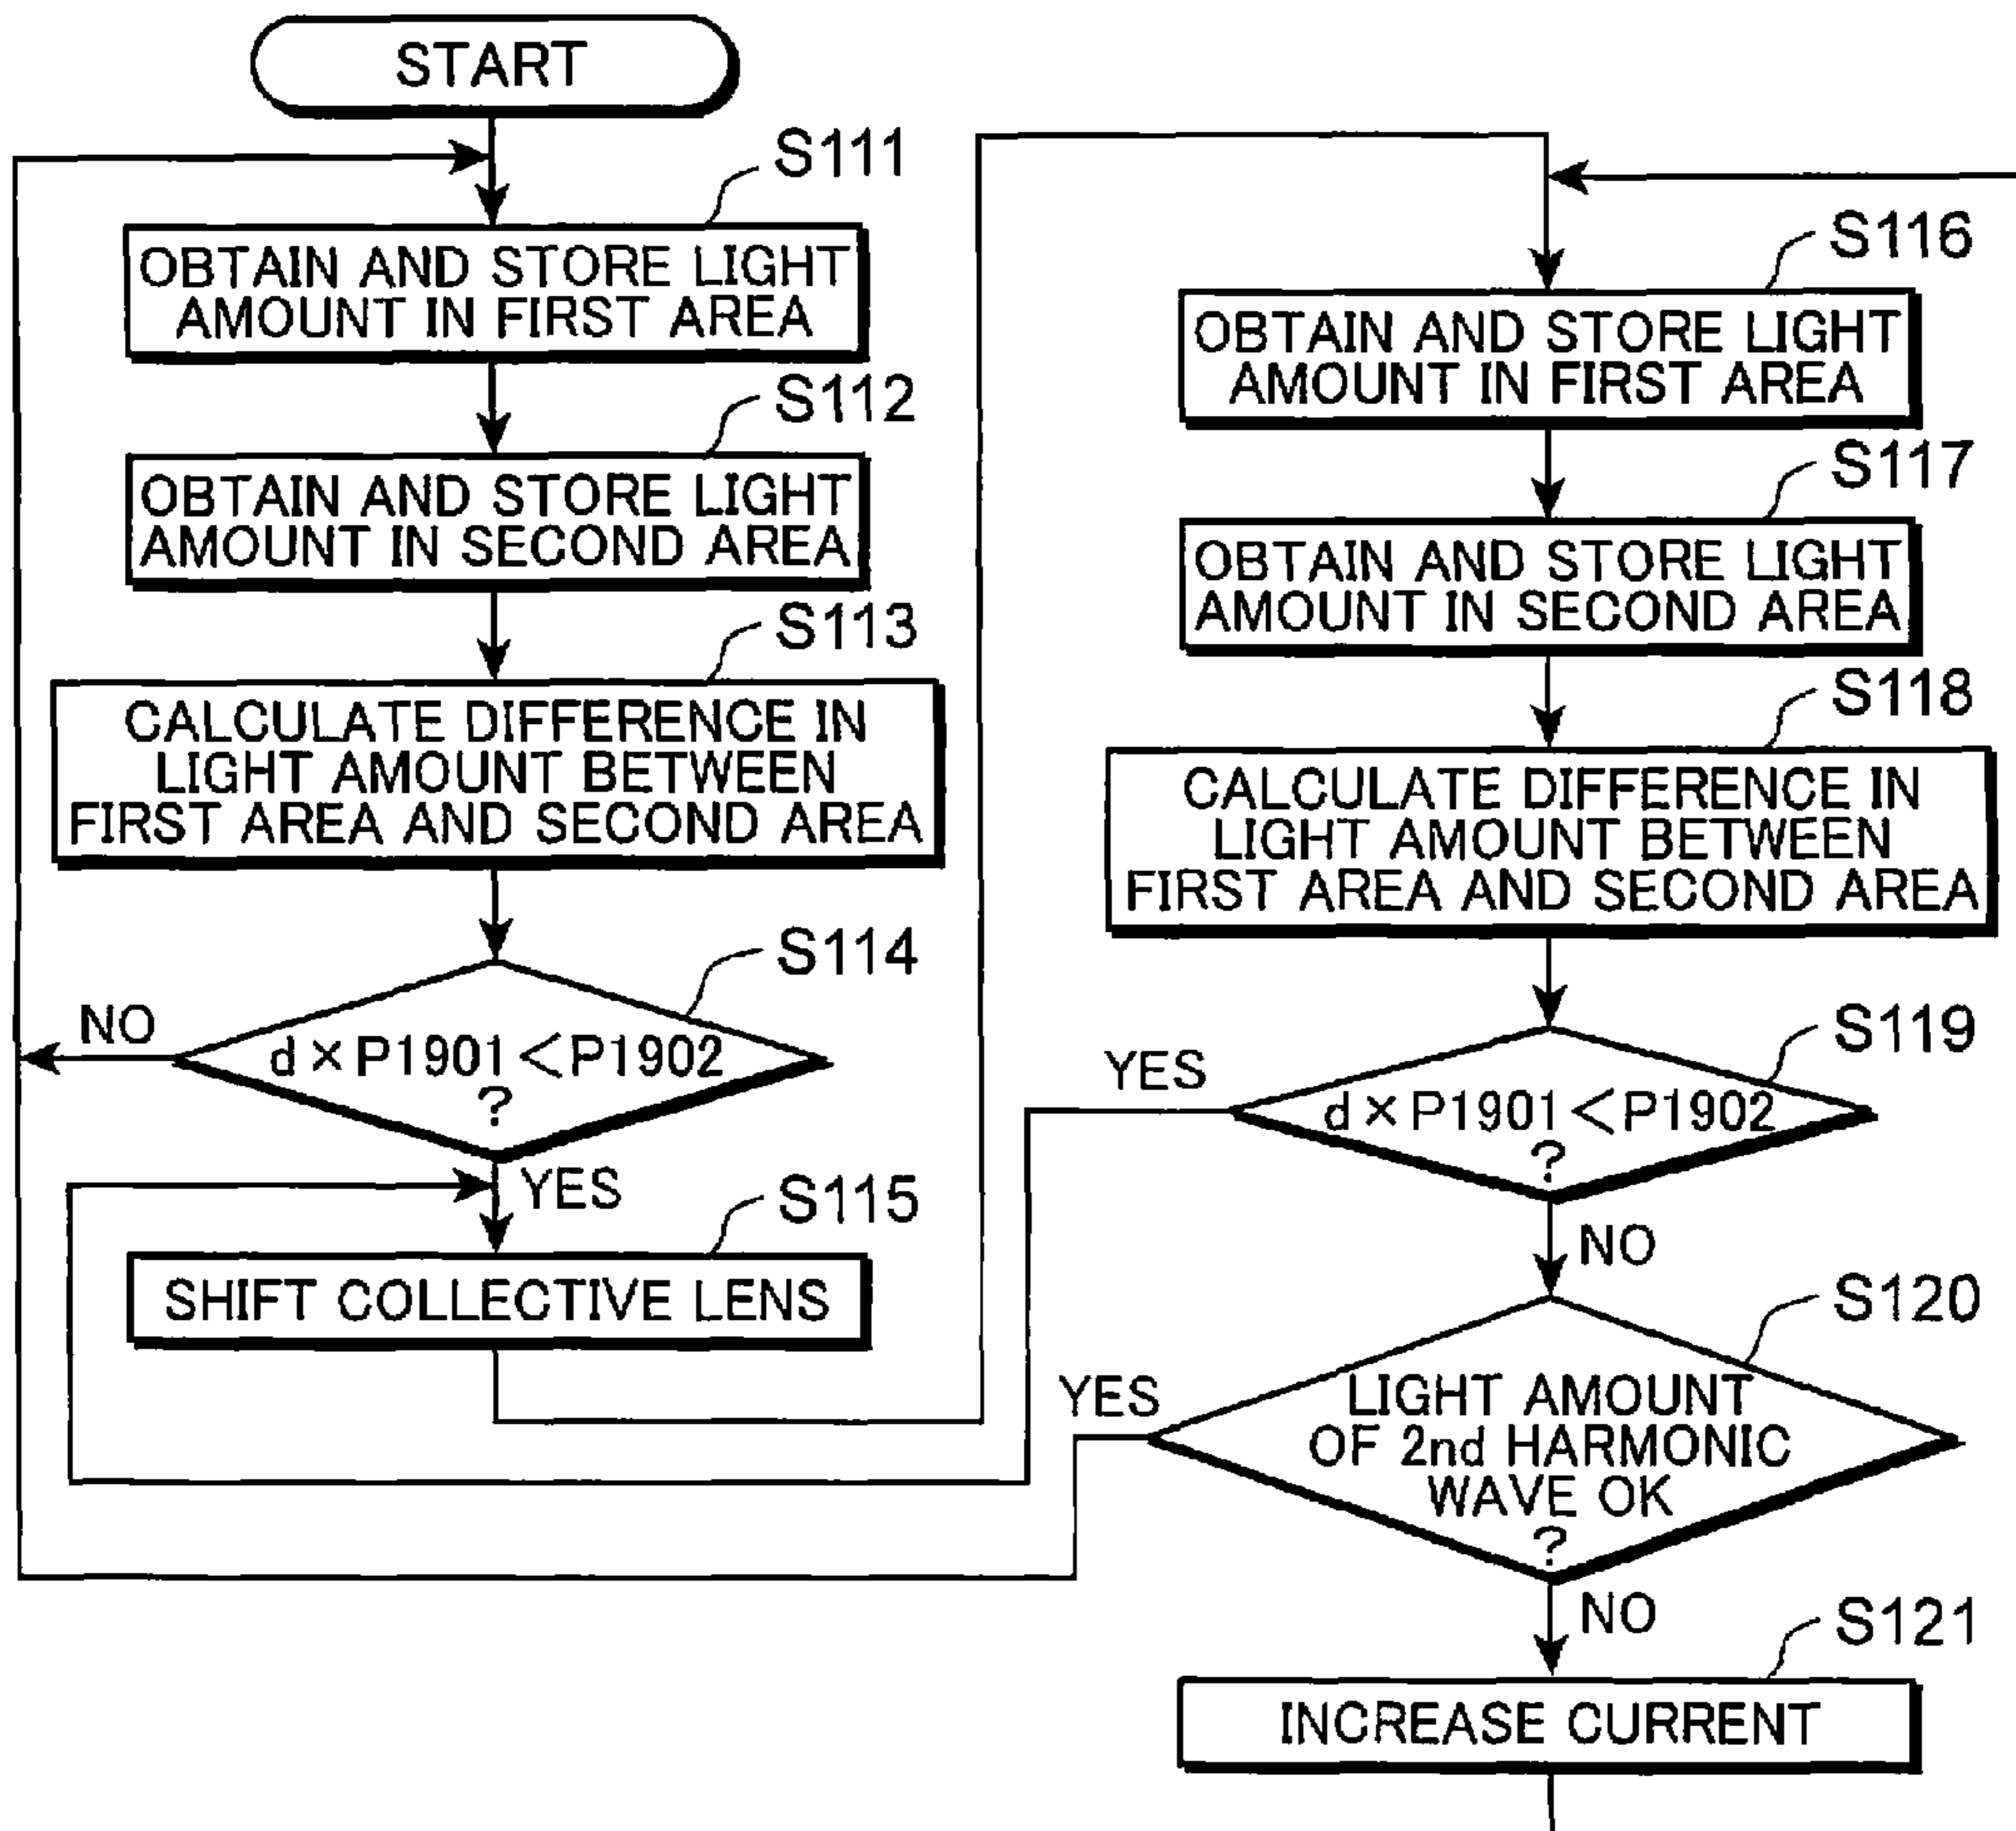 START
S111
OBTAIN AND STORE LIGHT
AMOUNT IN FIRST AREA
S112
OBTAIN AND STORE LIGHT
AMOUNT IN SECOND AREA
S113
CALCULATE DIFFERENCE IN
LIGHT AMOUNT BETWEEN
FIRST AREA AND SECOND AREA
S114
NO
d×P1901<P1902
?
YES
S115
SHIFT COLLECTIVE LENS
S116
OBTAIN AND STORE LIGHT
AMOUNT IN FIRST AREA
S117
OBTAIN AND STORE LIGHT
AMOUNT IN SECOND AREA
S118
CALCULATE DIFFERENCE IN
LIGHT AMOUNT BETWEEN
FIRST AREA AND SECOND AREA
S119
YES
d×P1901<P1902
?
NO
S120
YES
LIGHT AMOUNT
OF 2nd HARMONIC
WAVE OK
?
NO
S121
INCREASE CURRENT